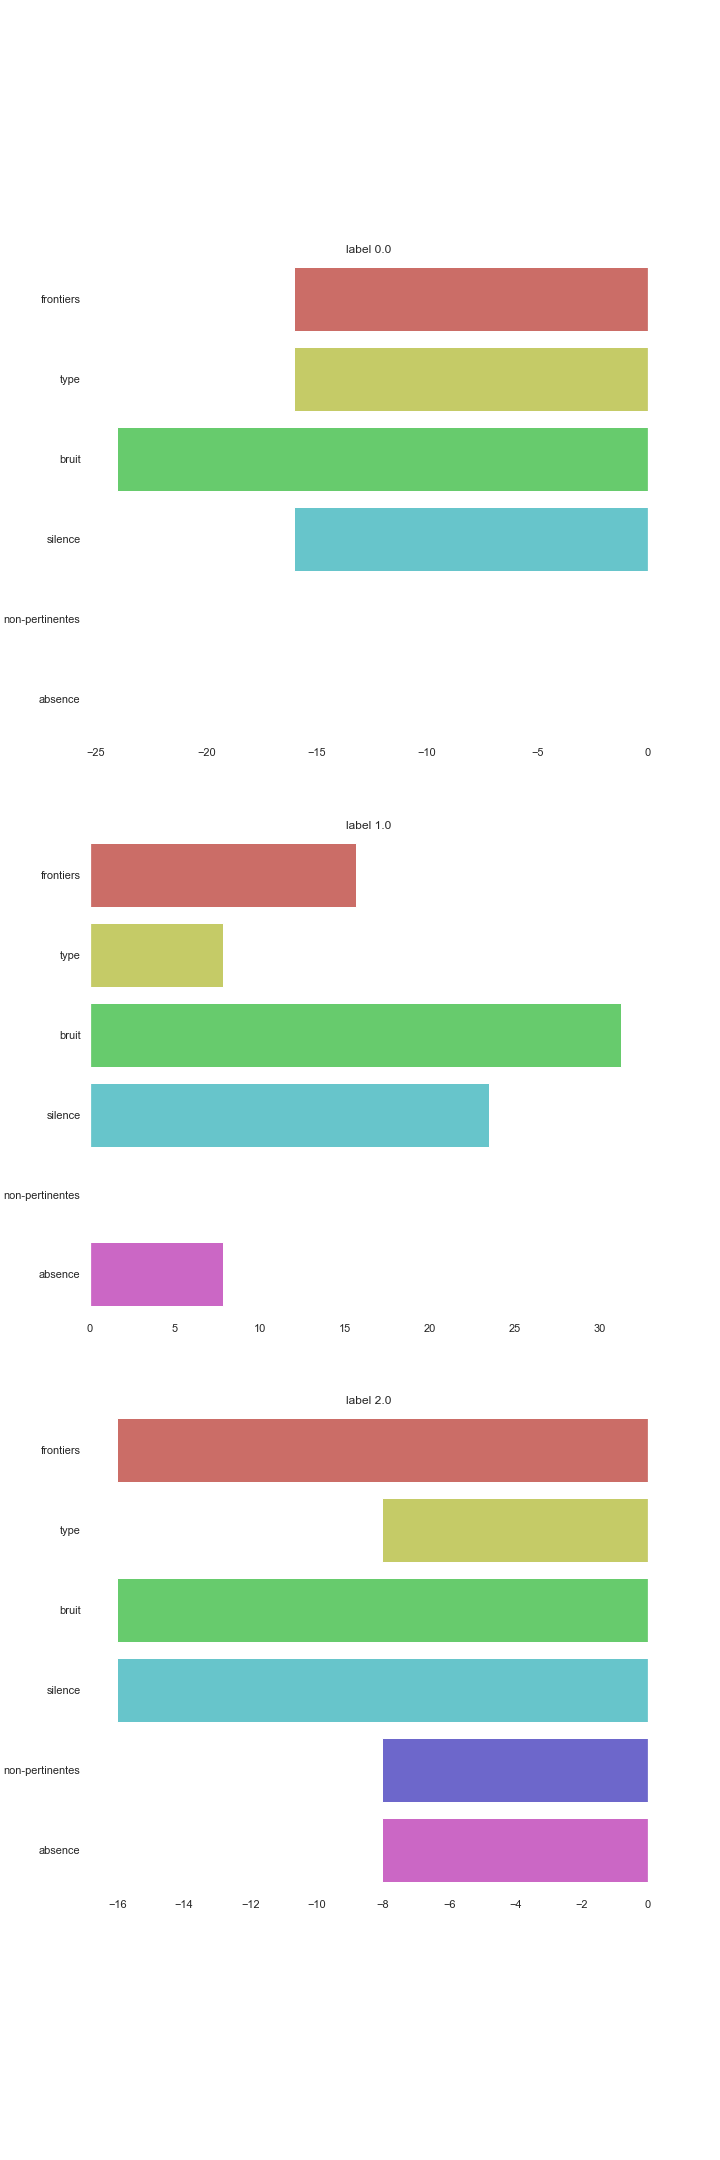 label 0.0
frontiers
type
bruit
silence
non-pertinentes
absence
−25 −20 −15 −10 −5 0
label 1.0
frontiers
type
bruit
silence
non-pertinentes
absence
0 5 10 15 20 25 30
label 2.0
frontiers
type
bruit
silence
non-pertinentes
absence
−16 −14 −12 −10 −8 −6 −4 −2 0